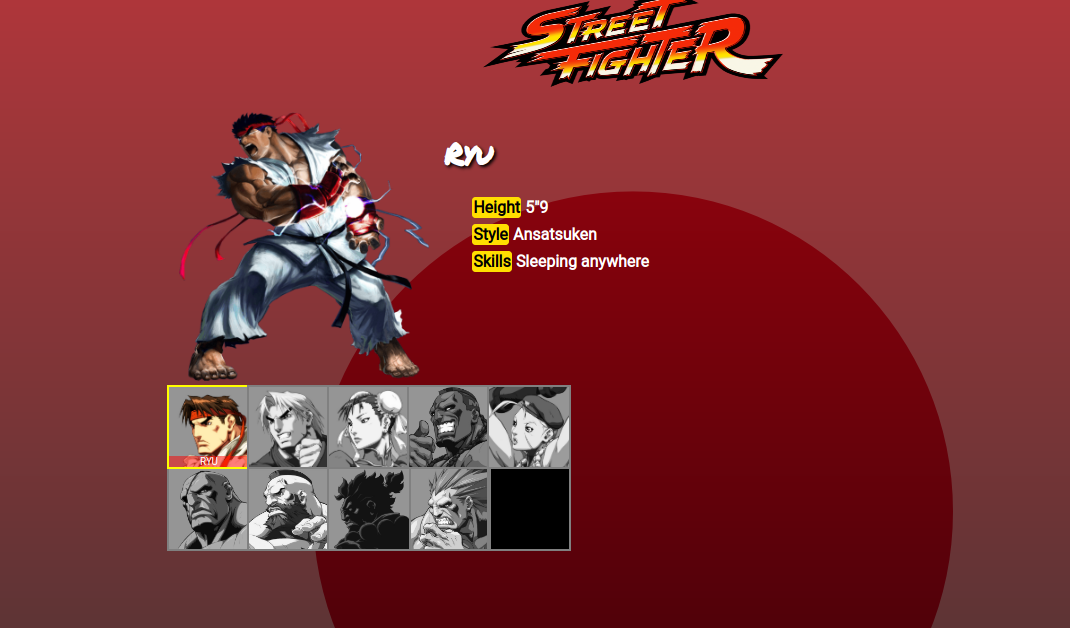 STREET
FIGHTER
Ryu
Height 5"9
Style Ansatsuken
Skills Sleeping anywhere
RYU